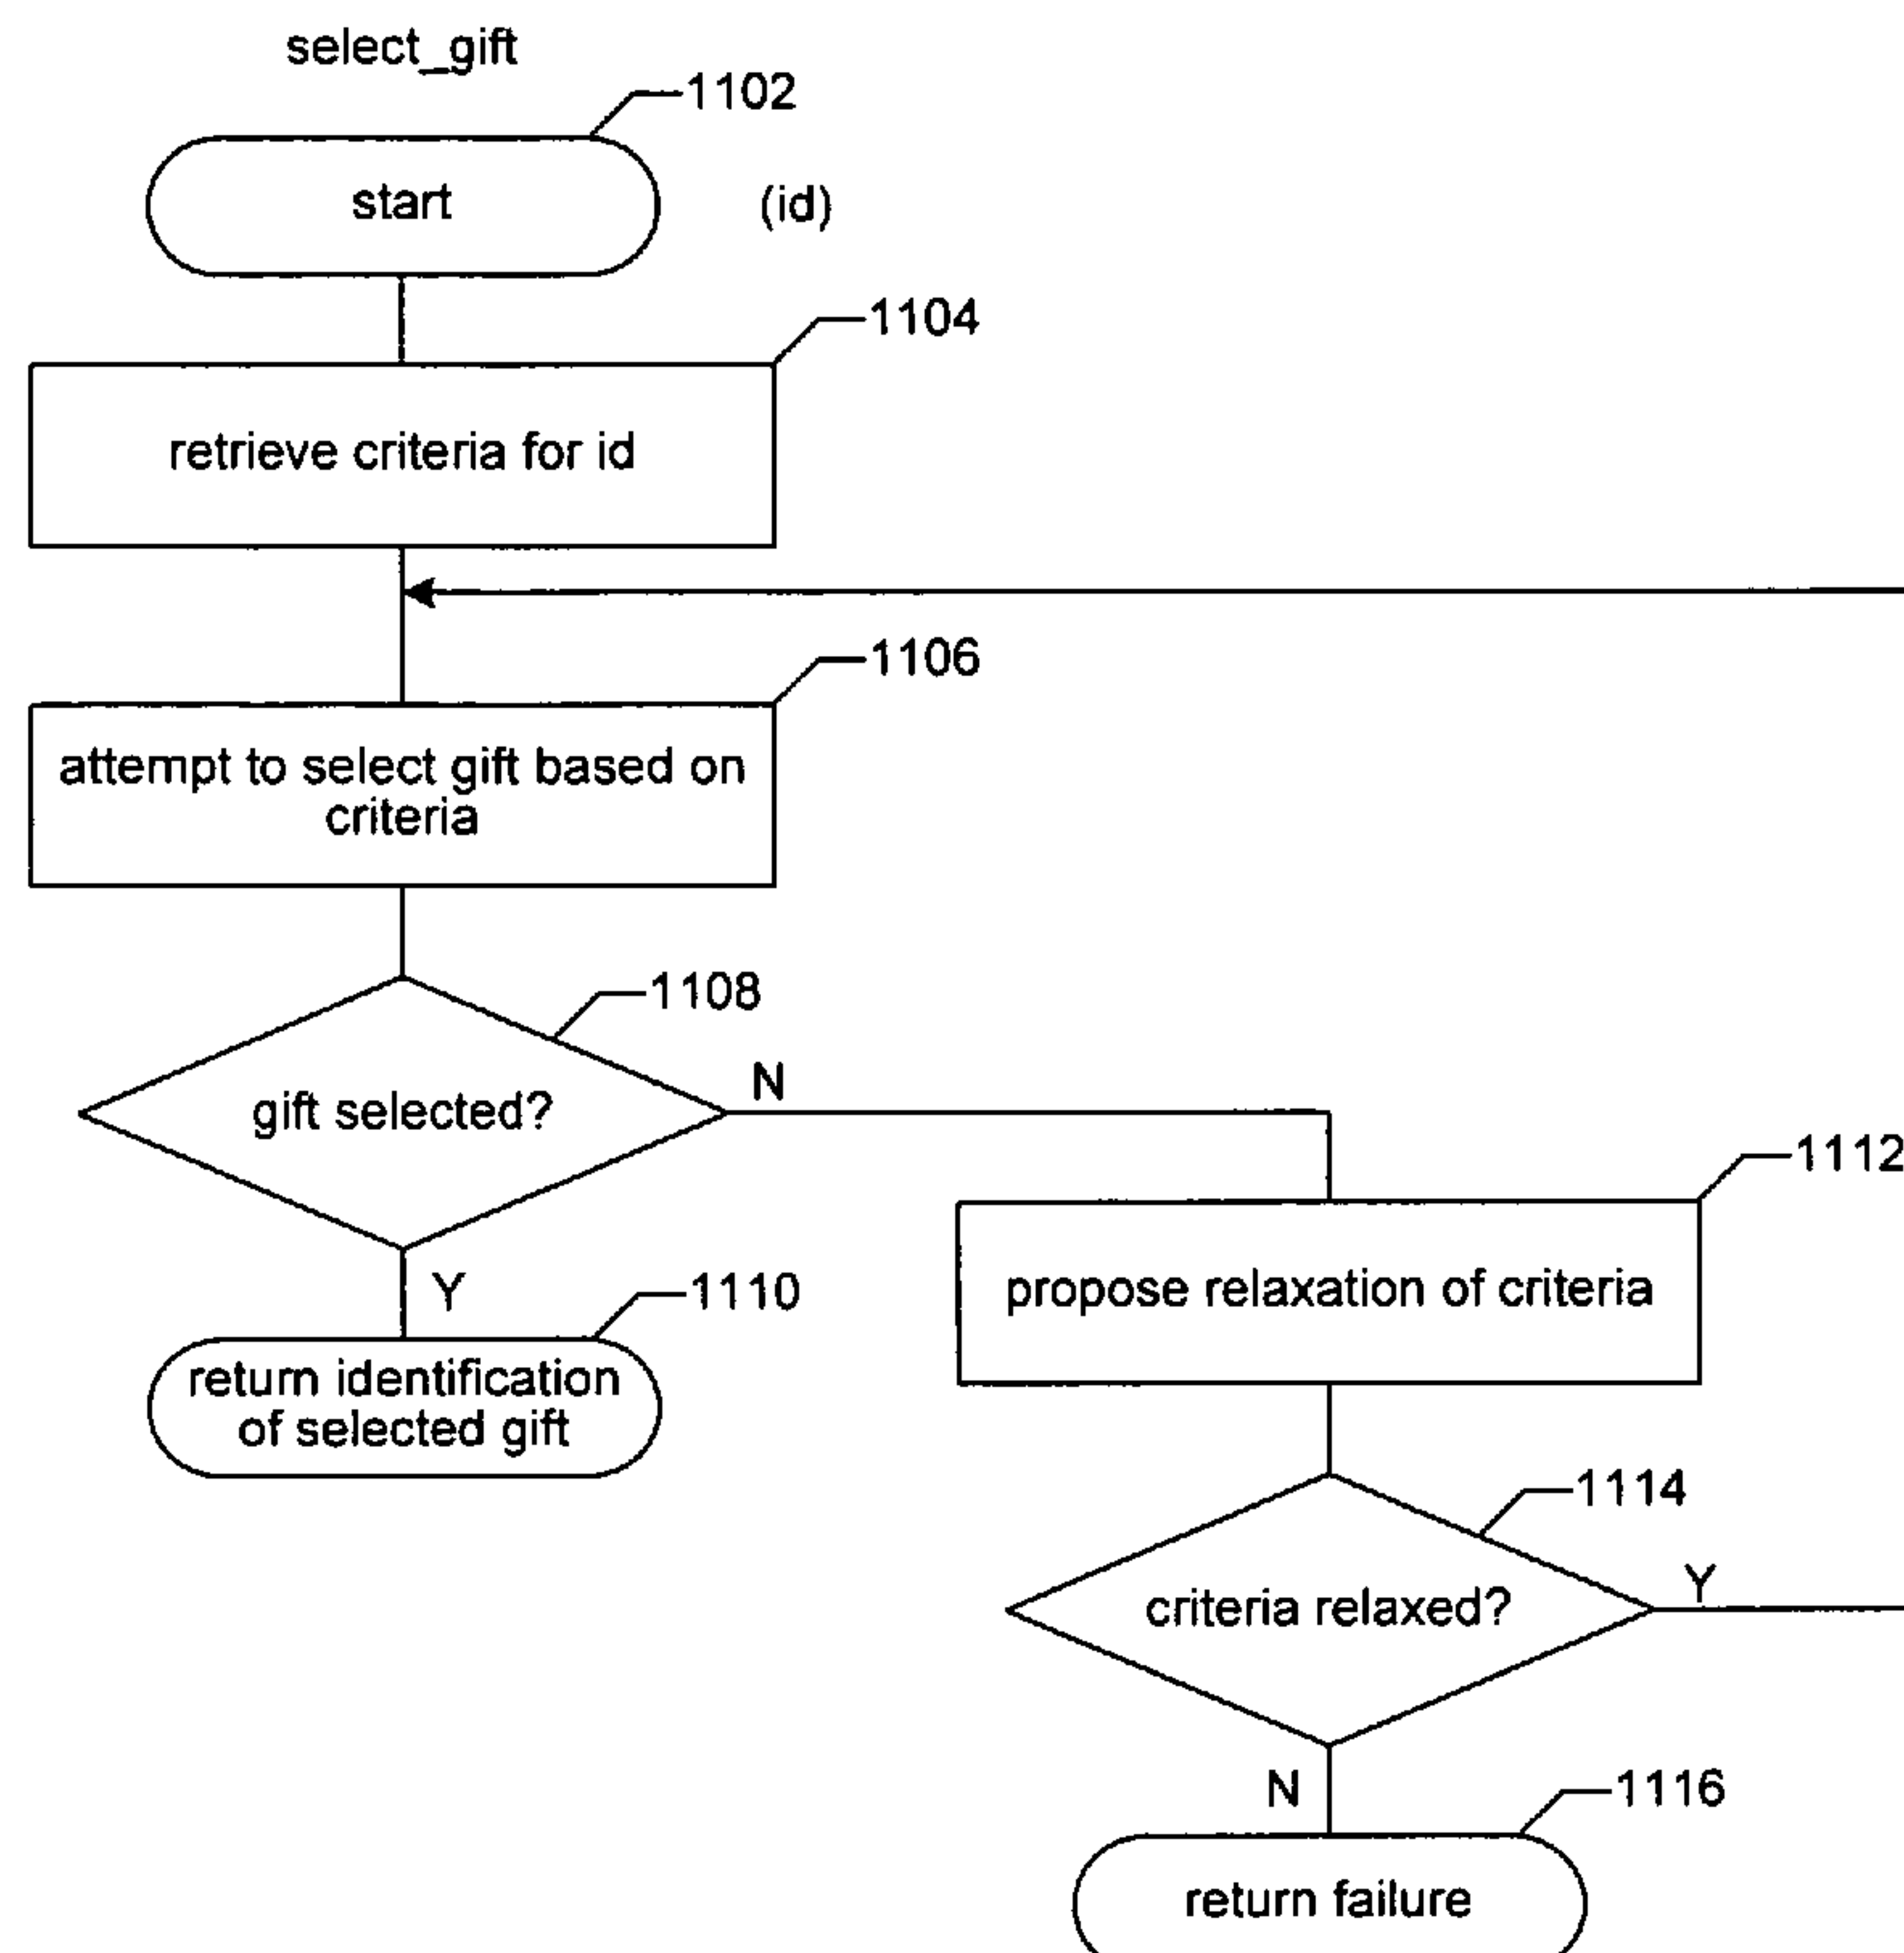 select_gift
1102
start
(id)
1104
retrieve criteria for id
1106
attempt to select gift based on
criteria
1108
gift selected?
N
Y
1110
return identification
of selected gift
1112
propose relaxation of criteria
1114
criteria relaxed?
Y
N
1116
return failure